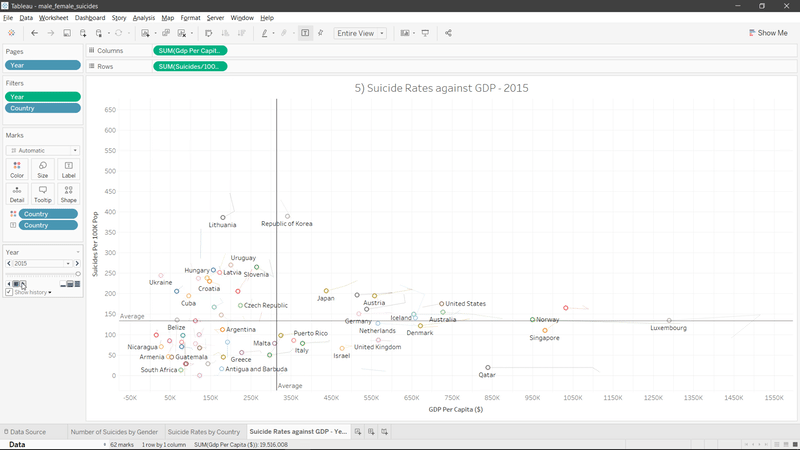 Tableau - male_female_suicides
File Data Worksheet Dashboard Story Analysis Map Format Server Window Help
Entire View
Show Me
Pages
Year
Columns SUM(Gdp Per Capit..
Rows SUM(Suicides/100..
Filters
Year
Country
Marks
Automatic
Color Size Label
Detail Tooltip Shape
Country
Country
Year
2015
Show history
5) Suicide Rates against GDP - 2015
Suicides Per 100K Pop
650
600
550
500
450
400
350
300
250
200
150
100
50
0
Lithuania
Republic of Korea
Uruguay
Hungary
Latvia
Slovenia
Ukraine
Croatia
Japan
Cuba
Czech Republic
Austria
United States
Average
Belize
Germany
Iceland
Australia
Norway
Luxembourg
Argentina
Puerto Rico
Netherlands
Denmark
Singapore
Nicaragua
Malta
Italy
United Kingdom
Armenia
Guatemala
Greece
Israel
South Africa
Antigua and Barbuda
Qatar
Average
-50K 50K 150K 250K 350K 450K 550K 650K 750K 850K 950K 1050K 1150K 1250K 1350K 1450K 1550K
GDP Per Capita ($)
Data Source
Number of Suicides by Gender
Suicide Rates by Country
Suicide Rates against GDP - Ye...
Data
62 marks 1 row by 1 column SUM(Gdp Per Capita ($)): 19,516,008